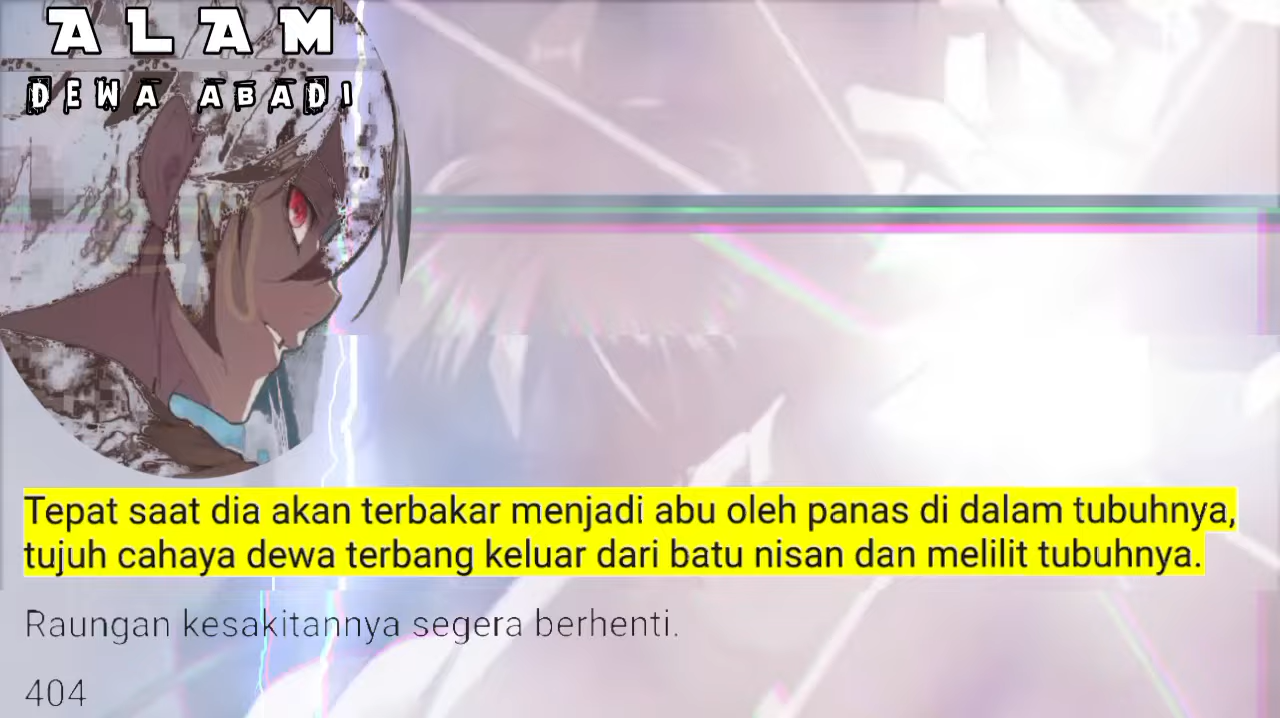 ALAM
DEWA ABADI
Tepat saat dia akan terbakar menjadi abu oleh panas di dalam tubuhnya,
tujuh cahaya dewa terbang keluar dari batu nisan dan melilit tubuhnya.
Raungan kesakitannya segera berhenti.
404